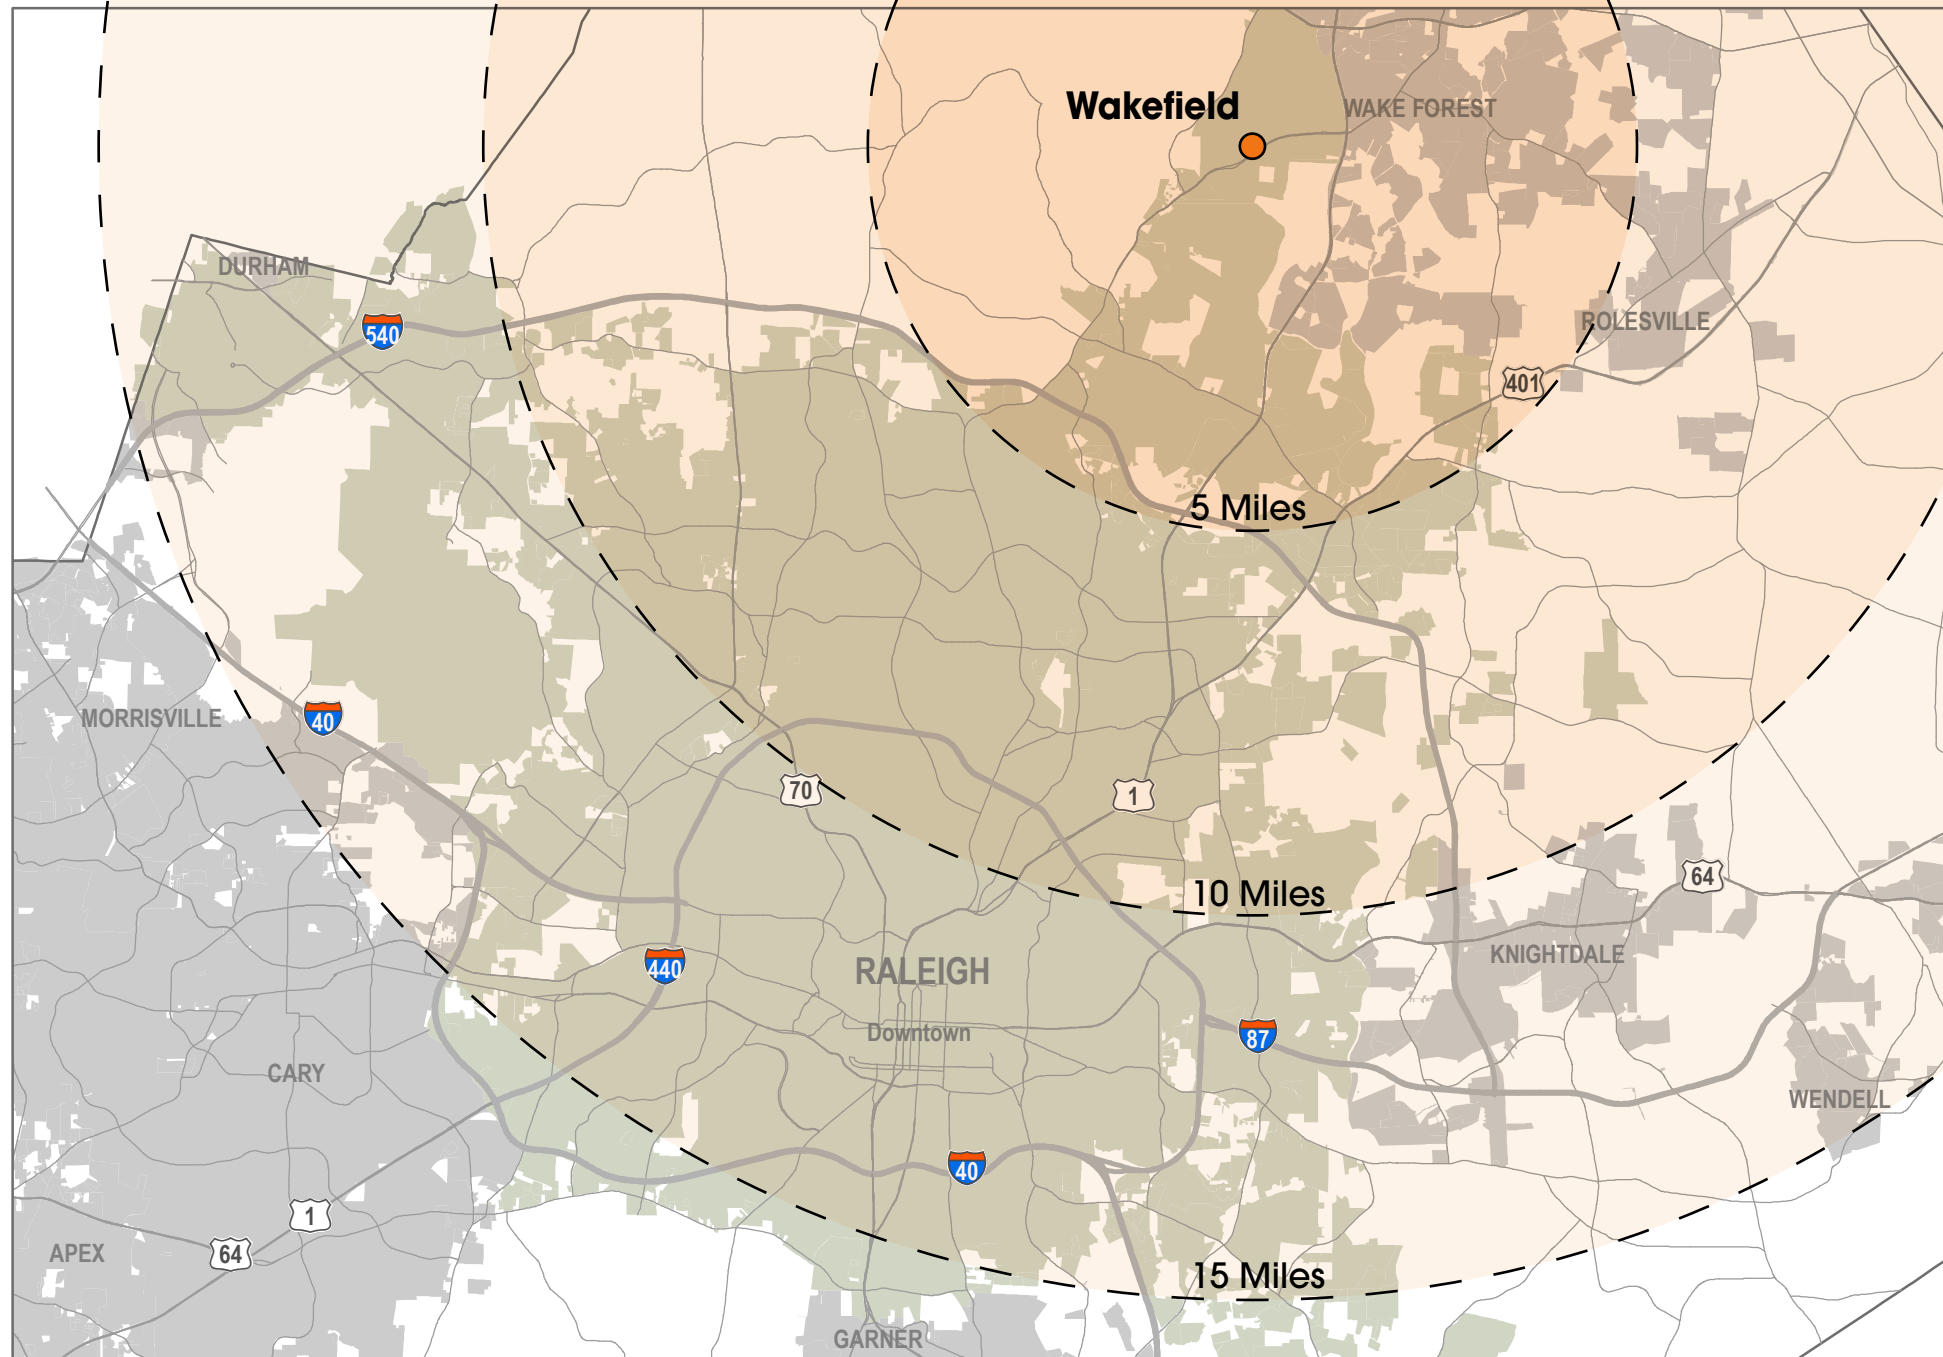 Wakefield
WAKE FOREST
DURHAM
540
ROLESVILLE
401
5 Miles
MORRISVILLE
40
70
1
64
10 Miles
KNIGHTDALE
RALEIGH
440
Downtown
87
CARY
WENDELL
40
1
64
APEX
15 Miles
GARNER